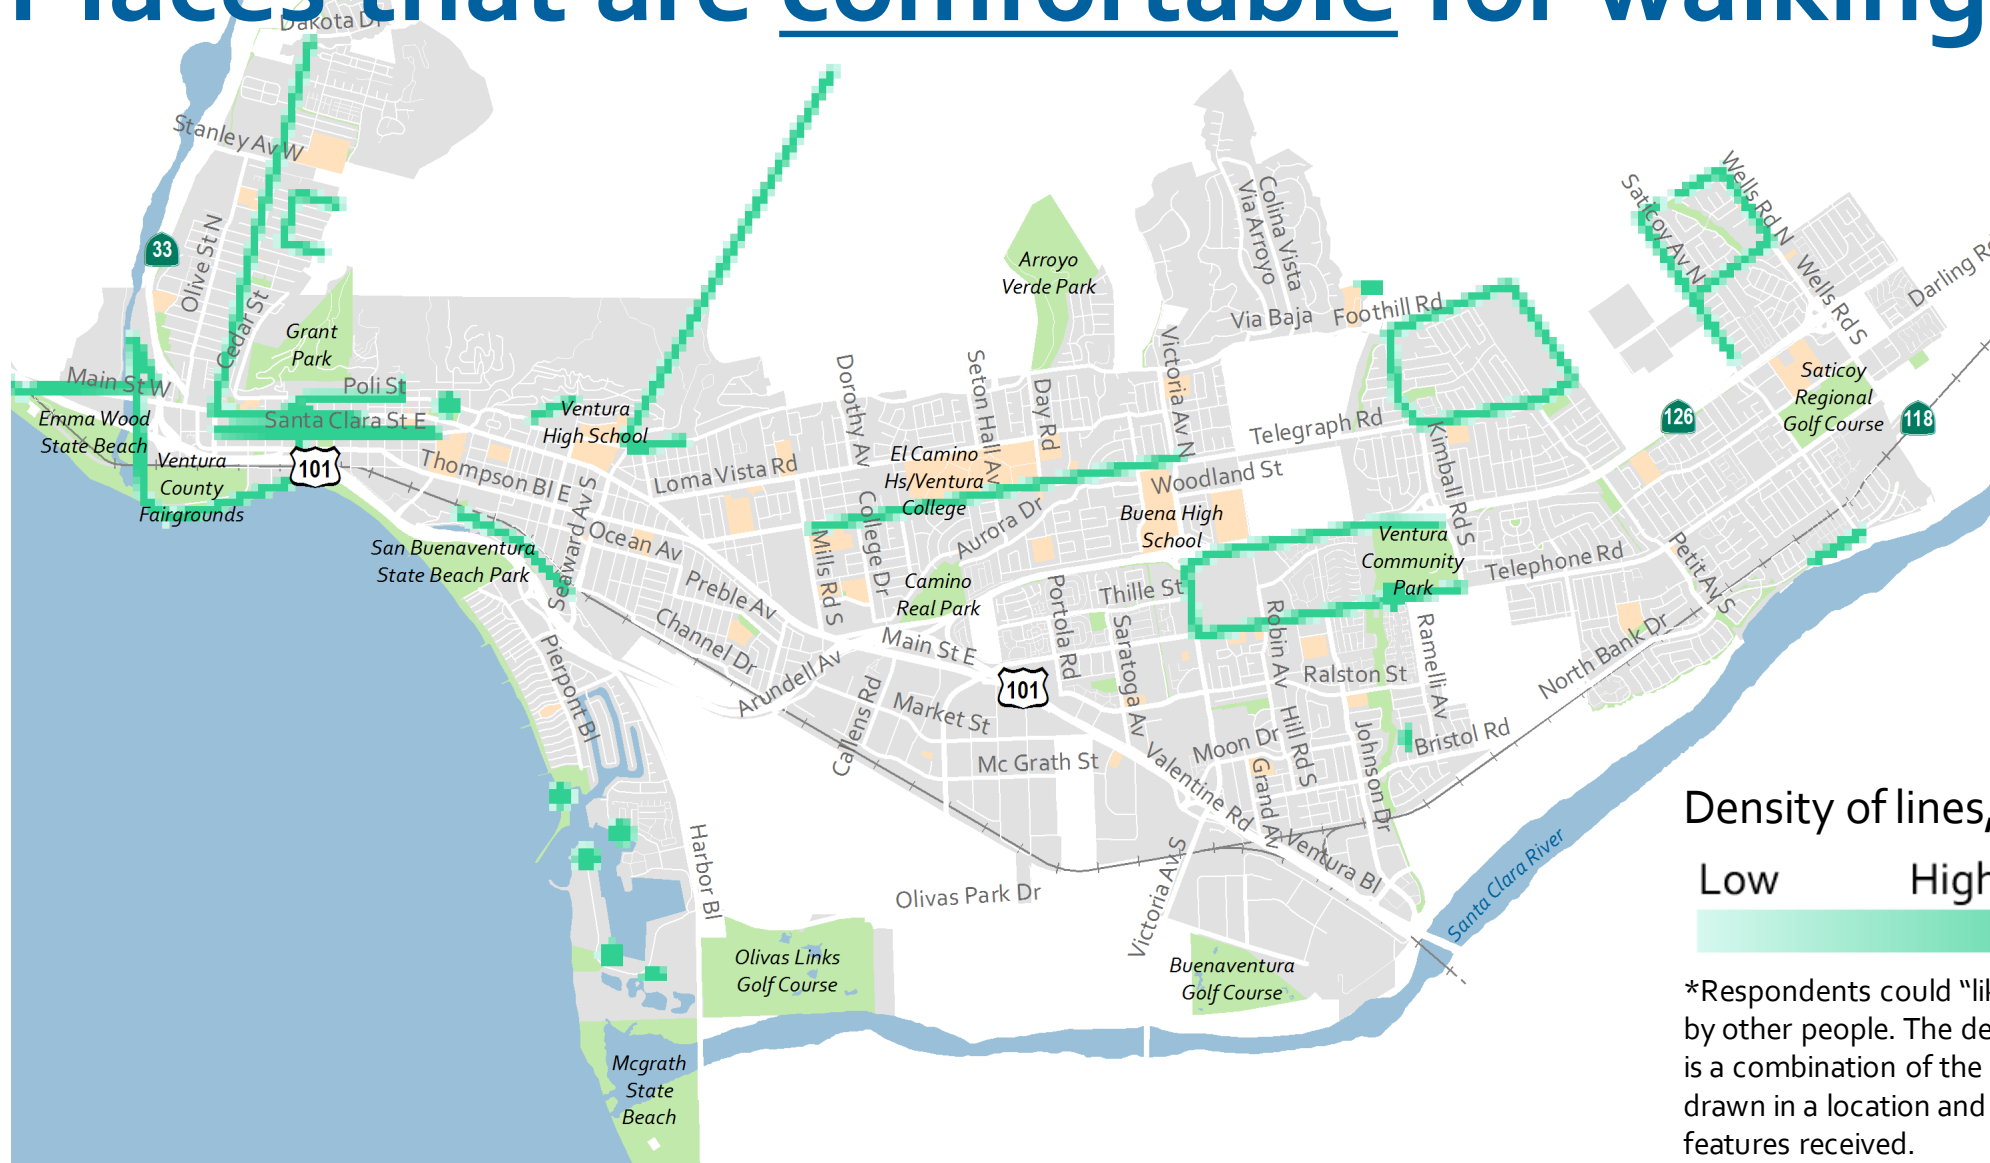 Places that are comfortable for walking
Dakota Dr
Stanley Av W
33
Olive St N
Cedar St
Grant
Park
Main St W
Poli St
Santa Clara St E
Emma Wood
State Beach
Ventura
County
Fairgrounds
101
Thompson Bl E
Ventura
High School
Loma Vista Rd
San Buenaventura
State Beach Park
Seaward Av S
Ocean Av
Preble Av
Channel Dr
Pierpont Bl
Arundell Av
Dorothy Av
College Dr
Mills Rd S
Seton Hall Av
Day Rd
El Camino
Hs/Ventura
College
Aurora Dr
Camino
Real Park
Main St E
101
Portola Rd
Arroyo
Verde Park
Colina Vista
Via Arroyo
Via Baja
Foothill Rd
Victoria Av N
Telegraph Rd
Woodland St
Buena High
School
Thille St
Saratoga Av
Robin Av
Ventura
Community
Park
Kimball Rd S
Telephone Rd
Ramelli Av
Ralston St
Petit Av S
North Bank Dr
Saticoy Av N
Wells Rd N
Wells Rd S
Darling Rd
126
Saticoy
Regional
Golf Course
118
Callens Rd
Market St
Mc Grath St
Valentine Rd
Moon Dr
Hill Rd S
Grand Av
Johnson Dr
Bristol Rd
Ventura Bl
Victoria Av S
Olivas Park Dr
Harbor Bl
Olivas Links
Golf Course
Buenaventura
Golf Course
Santa Clara River
Mcgrath
State
Beach
Density of lines,
Low High
*Respondents could “lik
by other people. The de
is a combination of the
drawn in a location and
features received.